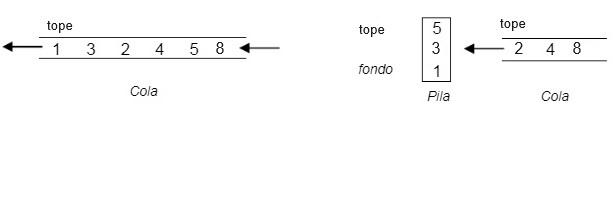 tope
1 3 2 4 5 8
Cola
tope
5
3
fondo
1
Pila
tope
2 4 8
Cola